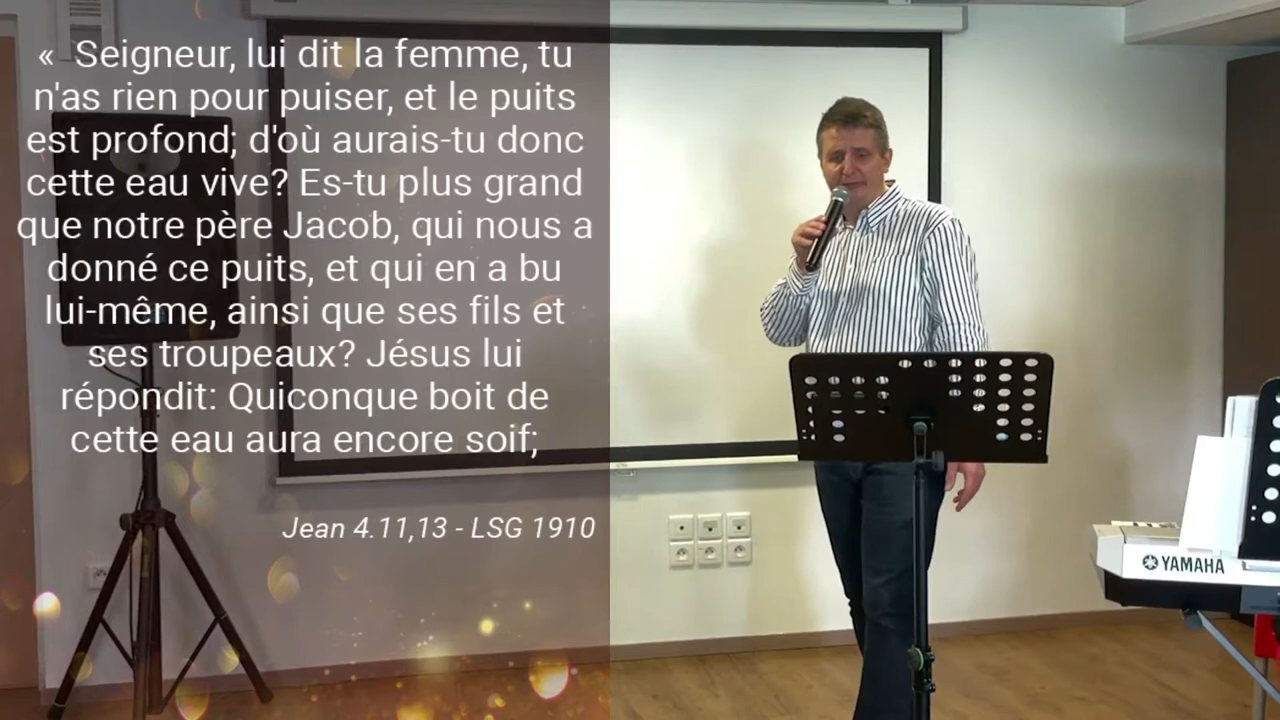 «  Seigneur, lui dit la femme, tu
n'as rien pour puiser, et le puits
est profond; d'où aurais-tu donc
cette eau vive? Es-tu plus grand
que notre père Jacob, qui nous a
donné ce puits, et qui en a bu
lui-même, ainsi que ses fils et
ses troupeaux? Jésus lui
répondit: Quiconque boit de
cette eau aura encore soif;
Jean 4.11,13 - LSG 1910
YAMAHA